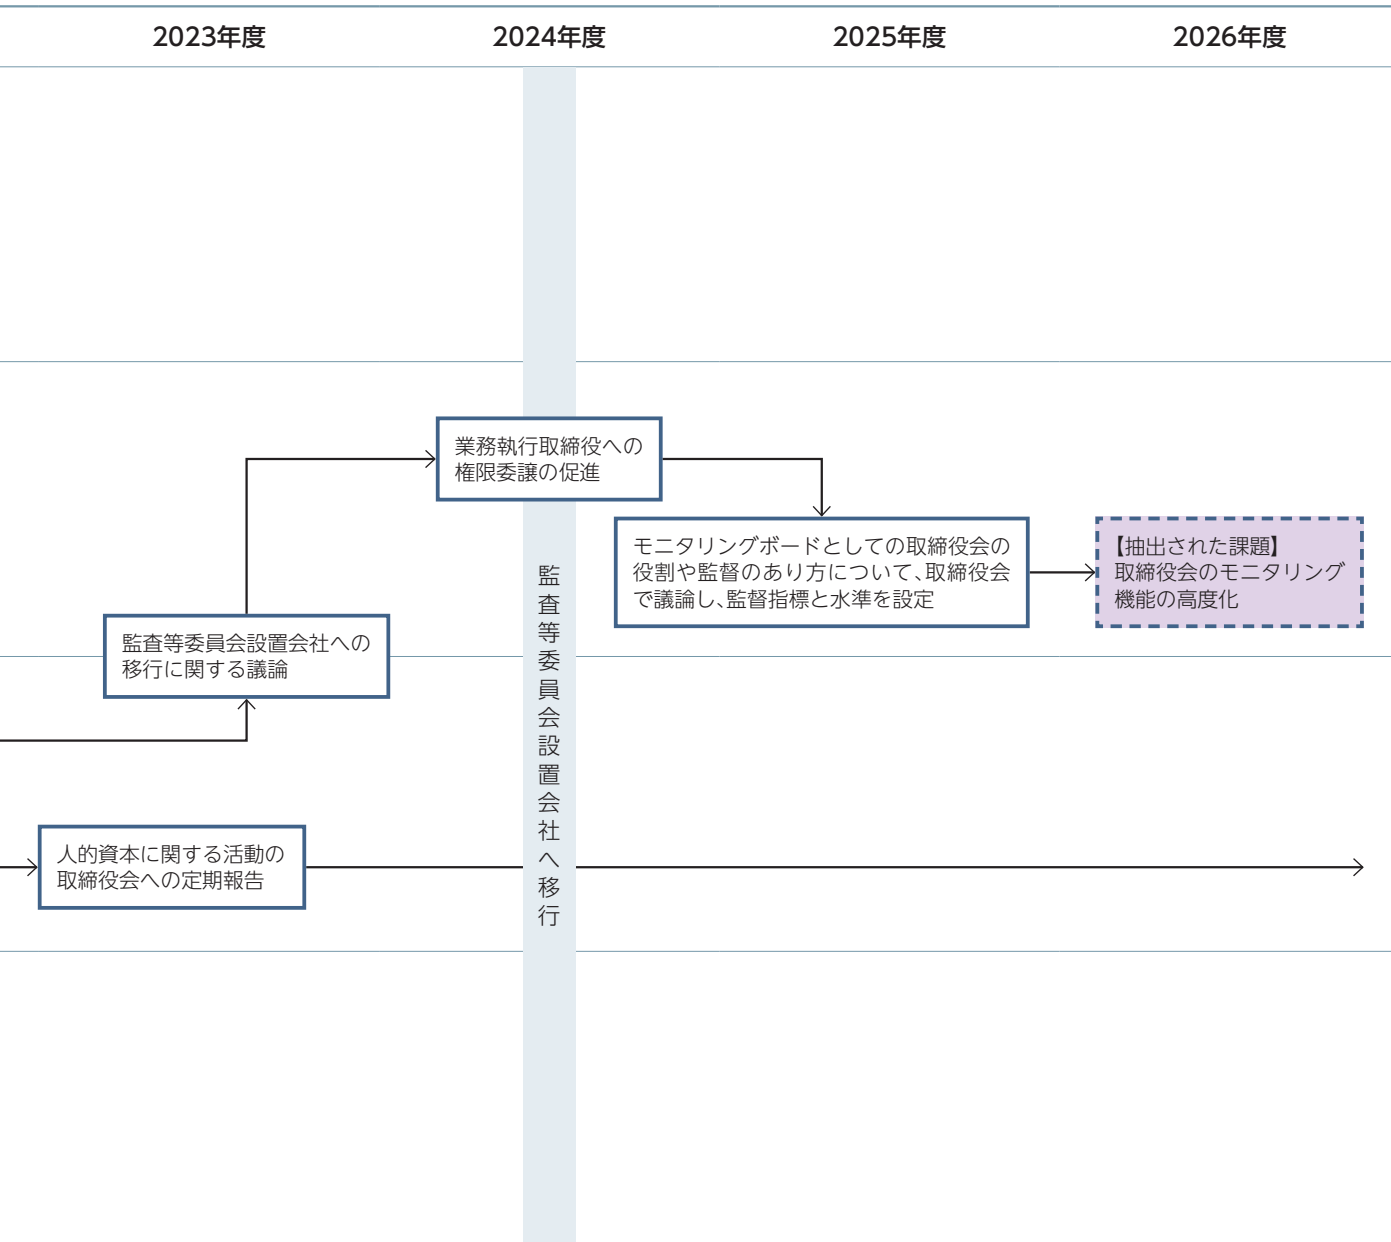 2023年度
2024年度
2025年度
2026年度
業務執行取締役への
権限委譲の促進
モニタリングボードとしての取締役会の
役割や監督のあり方について、取締役会
で議論し、監督指標と水準を設定
【抽出された課題】
取締役会のモニタリング
機能の高度化
監査等委員会設置会社への
移行に関する議論
人的資本に関する活動の
取締役会への定期報告
監査等委員会設置会社へ移行